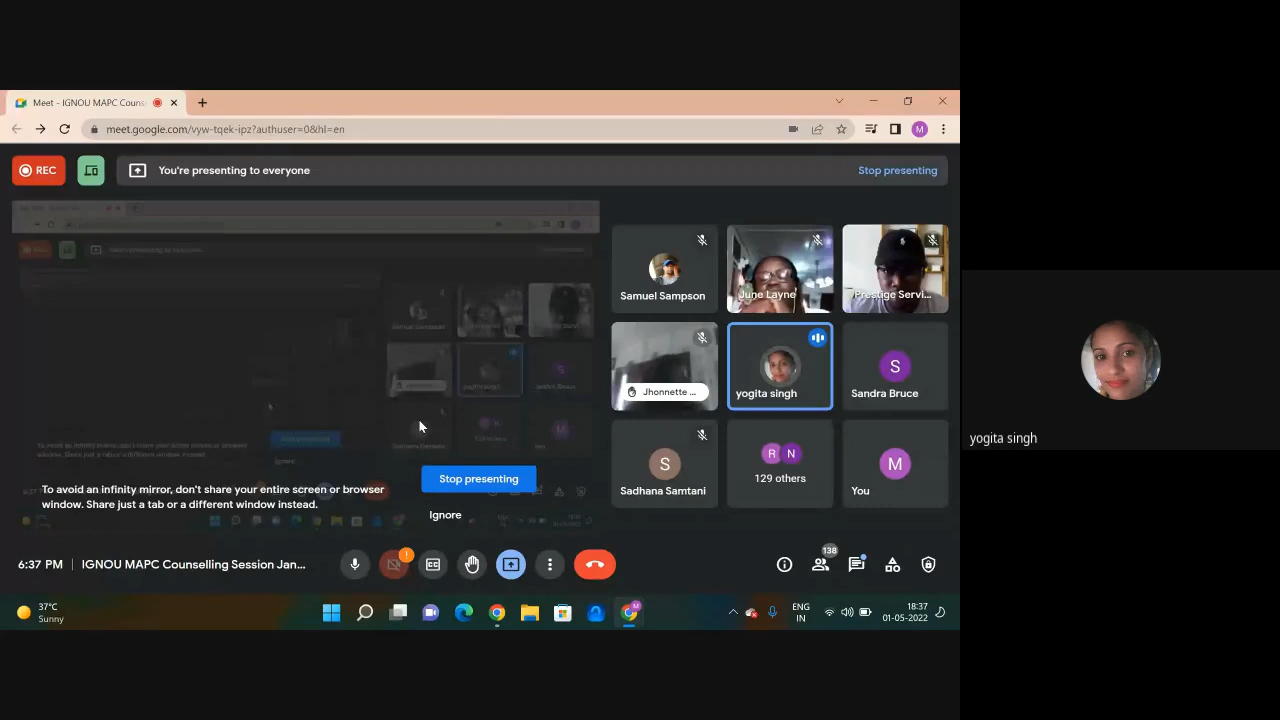 Meet - IGNOU MAPC Couns
meet.google.com/vyw-tqek-ipz?authuser=0&hl=en
M
REC
You're presenting to everyone
Stop presenting
Samuel Sampson
June Layne
Prestige Servi...
Jhonnette ...
yogita singh
S
Sandra Bruce
S
Sadhana Samtani
R N
129 others
M
You
To avoid an infinity mirror, don't share your entire screen or browser
window. Share just a tab or a different window instead.
Stop presenting
Ignore
6:37 PM | IGNOU MAPC Counselling Session Jan...
138
37°C
Sunny
M
ENG
IN
18:37
01-05-2022
yogita singh